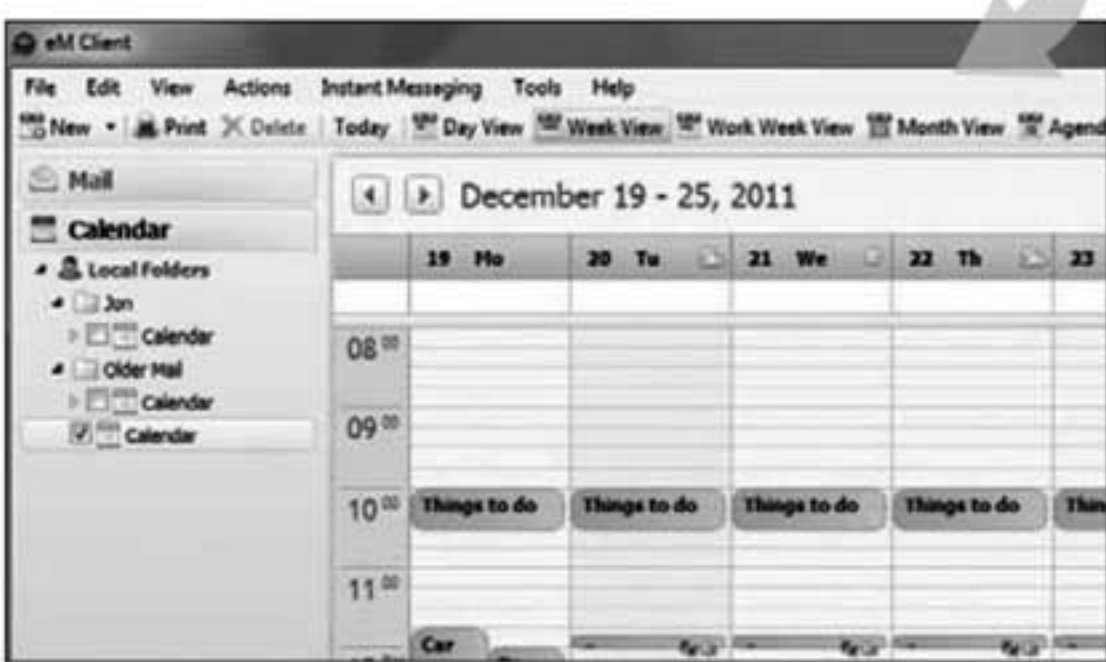 eM Client
File Edit View Actions Instant Messaging Tools Help
New Print Delete Today Day View Week View Work Week View Month View Agend
Mail
Calendar
Local Folders
Jon
Calendar
Older Mail
Calendar
Calendar
December 19 - 25, 2011
19 Mo 20 Tu 21 We 22 Th 23
08 00
09 00
10 00 Things to do Things to do Things to do Things to do Thin
11 00
Car